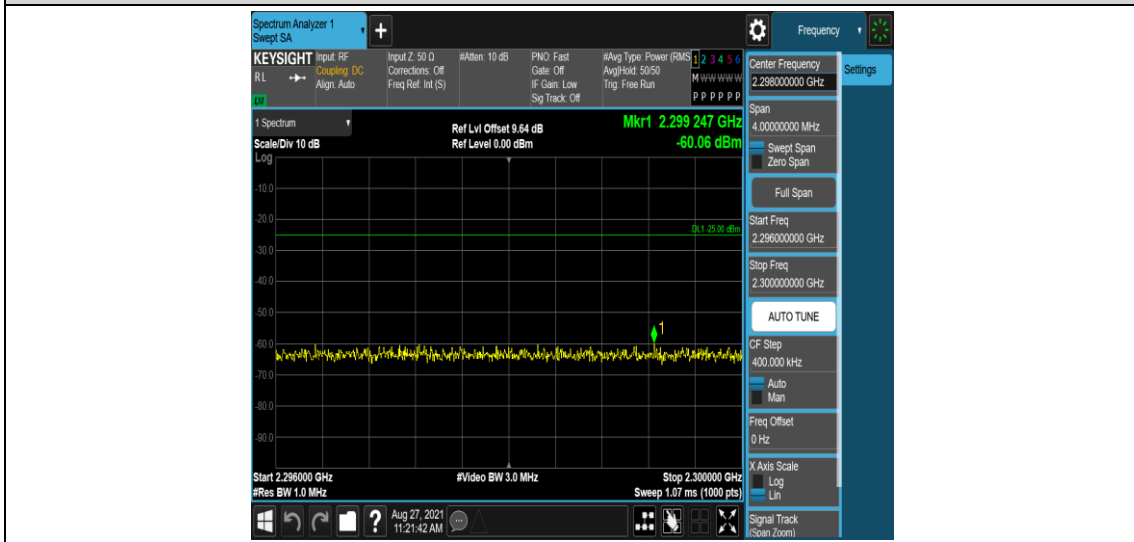 Spectrum Analyzer 1
Swept SA
+
Frequency
KEYSIGHT
RL
LXI
Input: RF
Coupling: DC
Align: Auto
Input Z: 50 Ω
Corrections: Off
Freq Ref: Int (S)
#Atten: 10 dB
PNO: Fast
Gate: Off
IF Gain: Low
Sig Track: Off
#Avg Type: Power (RMS
Avg|Hold: 50/50
Trig: Free Run
1 2 3 4 5 6
M W W W W W
P P P P P P
Center Frequency
2.298000000 GHz
Settings
Span
4.00000000 MHz
Swept Span
Zero Span
Full Span
Start Freq
2.296000000 GHz
Stop Freq
2.300000000 GHz
AUTO TUNE
CF Step
400.000 kHz
Auto
Man
Freq Offset
0 Hz
X Axis Scale
Log
Lin
Signal Track
(Span Zoom)
1 Spectrum
Scale/Div 10 dB
Log
Ref Lvl Offset 9.64 dB
Ref Level 0.00 dBm
Mkr1 2.299 247 GHz
-60.06 dBm
-10.0
-20.0
DL1 -25.00 dBm
-30.0
-40.0
-50.0
1
-60.0
-70.0
-80.0
-90.0
Start 2.296000 GHz
#Res BW 1.0 MHz
#Video BW 3.0 MHz
Stop 2.300000 GHz
Sweep 1.07 ms (1000 pts)
?
Aug 27, 2021
11:21:42 AM